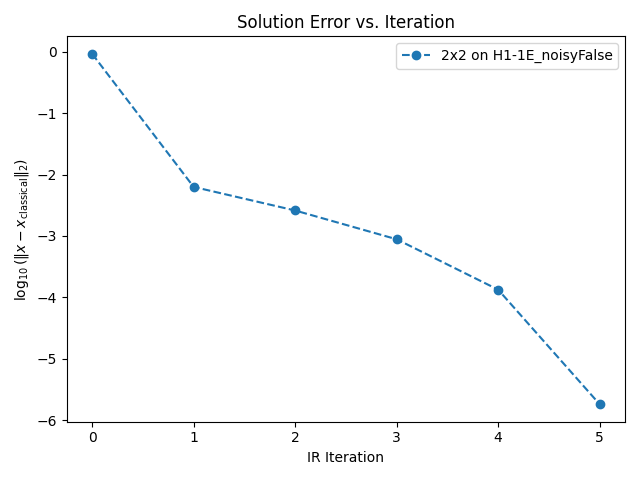 Solution Error vs. Iteration
2x2 on H1-1E_noisyFalse
0
−1
−2
−3
−4
−5
−6
log₁₀ (‖x − x_classical‖₂)
0 1 2 3 4 5
IR Iteration